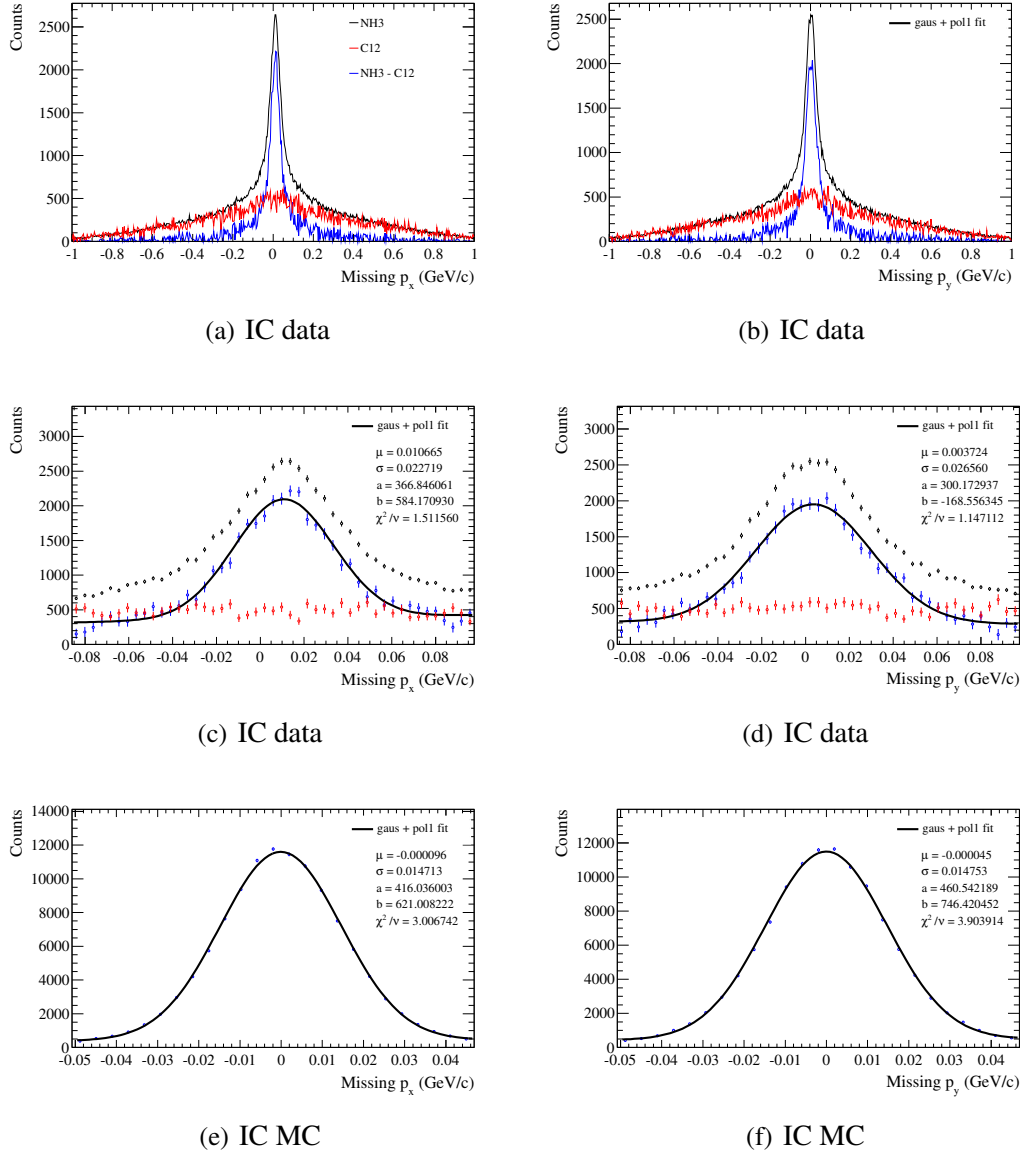 Counts
2500
2000
1500
1000
500
0
NH3
C12
NH3 - C12
-1 -0.8 -0.6 -0.4 -0.2 0 0.2 0.4 0.6 0.8 1
Missing p_x (GeV/c)
(a) IC data
Counts
2500
2000
1500
1000
500
0
gaus + pol1 fit
-1 -0.8 -0.6 -0.4 -0.2 0 0.2 0.4 0.6 0.8 1
Missing p_y (GeV/c)
(b) IC data
Counts
3000
2500
2000
1500
1000
500
0
gaus + pol1 fit
μ = 0.010665
σ = 0.022719
a = 366.846061
b = 584.170930
χ²/ν = 1.511560
-0.08 -0.06 -0.04 -0.02 0 0.02 0.04 0.06 0.08
Missing p_x (GeV/c)
(c) IC data
Counts
3000
2500
2000
1500
1000
500
0
gaus + pol1 fit
μ = 0.003724
σ = 0.026560
a = 300.172937
b = -168.556345
χ²/ν = 1.147112
-0.08 -0.06 -0.04 -0.02 0 0.02 0.04 0.06 0.08
Missing p_y (GeV/c)
(d) IC data
Counts
14000
12000
10000
8000
6000
4000
2000
0
gaus + pol1 fit
μ = -0.000096
σ = 0.014713
a = 416.036003
b = 621.008222
χ²/ν = 3.006742
-0.05 -0.04 -0.03 -0.02 -0.01 0 0.01 0.02 0.03 0.04
Missing p_x (GeV/c)
(e) IC MC
Counts
12000
10000
8000
6000
4000
2000
0
gaus + pol1 fit
μ = -0.000045
σ = 0.014753
a = 460.542189
b = 746.420452
χ²/ν = 3.903914
-0.05 -0.04 -0.03 -0.02 -0.01 0 0.01 0.02 0.03 0.04
Missing p_y (GeV/c)
(f) IC MC